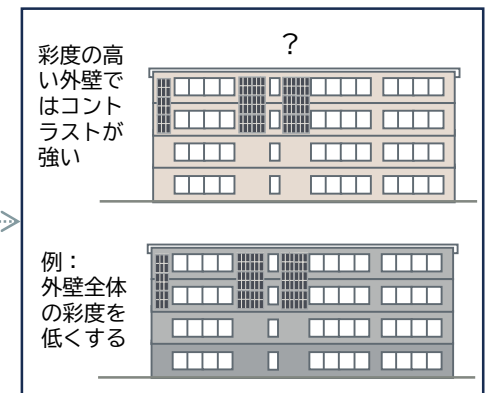 ?
彩度の高
い外壁で
はコント
ラストが
強い
例：
外壁全体
の彩度を
低くする